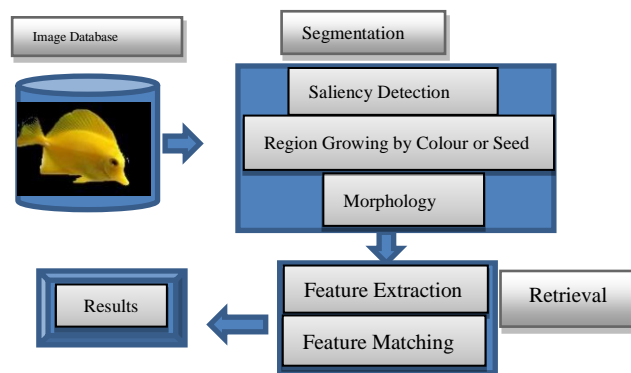 Image Database
Segmentation
Saliency Detection
Region Growing by Colour or Seed
Morphology
Feature Extraction
Retrieval
Feature Matching
Results